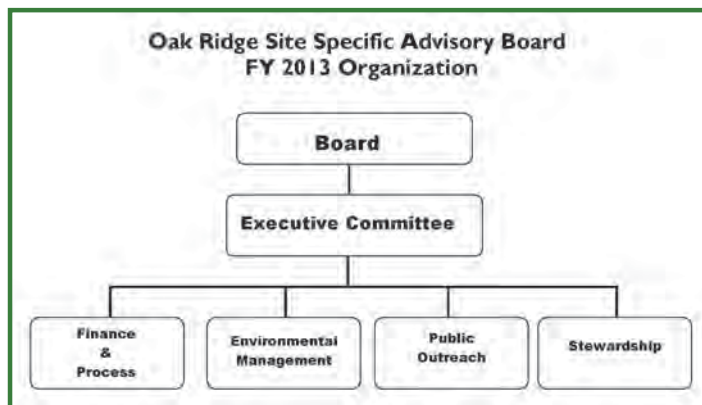 Oak Ridge Site Specific Advisory Board
FY 2013 Organization
Board
Executive Committee
Finance
&
Process
Environmental
Management
Public
Outreach
Stewardship